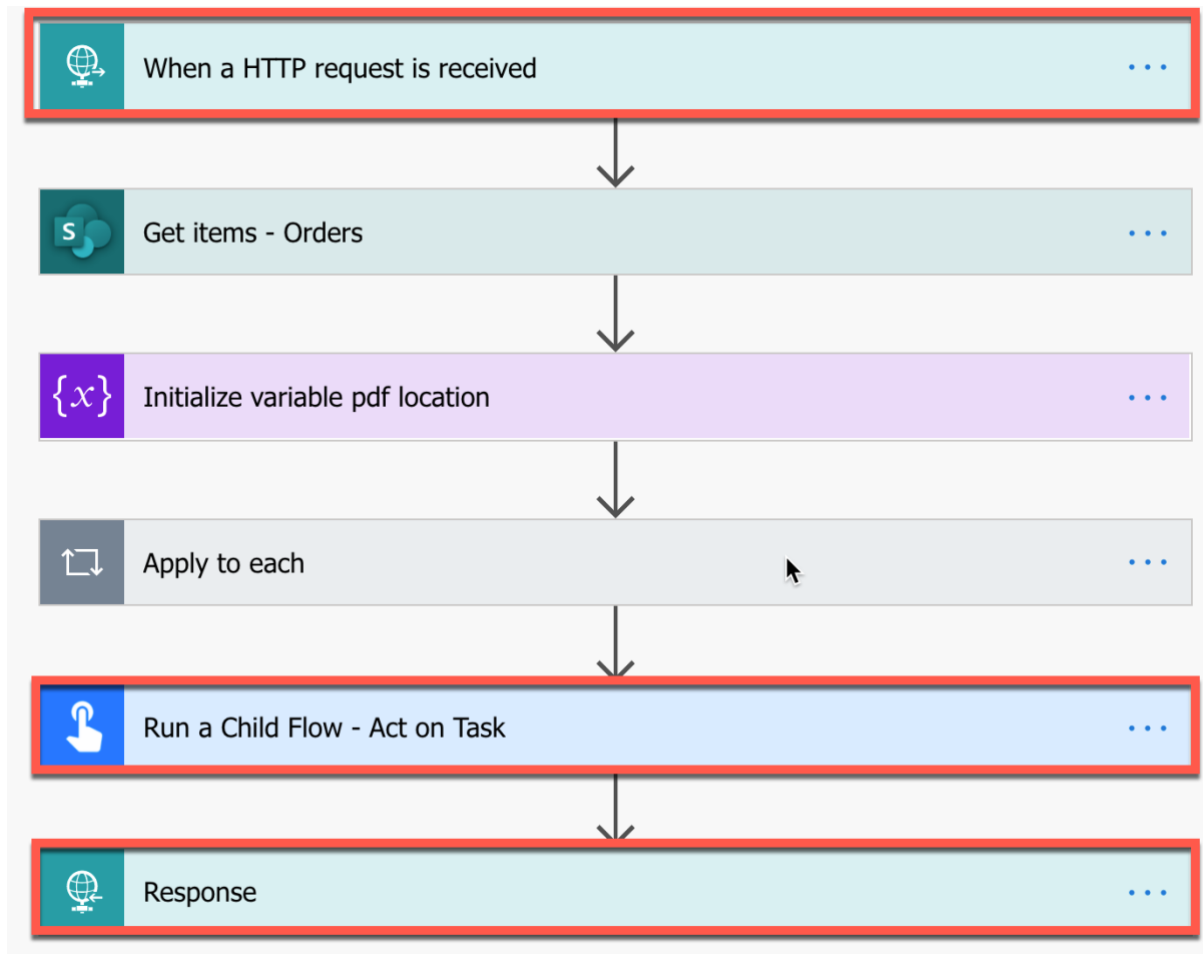 When a HTTP request is received
S
Get items - Orders
{x}
Initialize variable pdf location
Apply to each
Run a Child Flow - Act on Task
Response